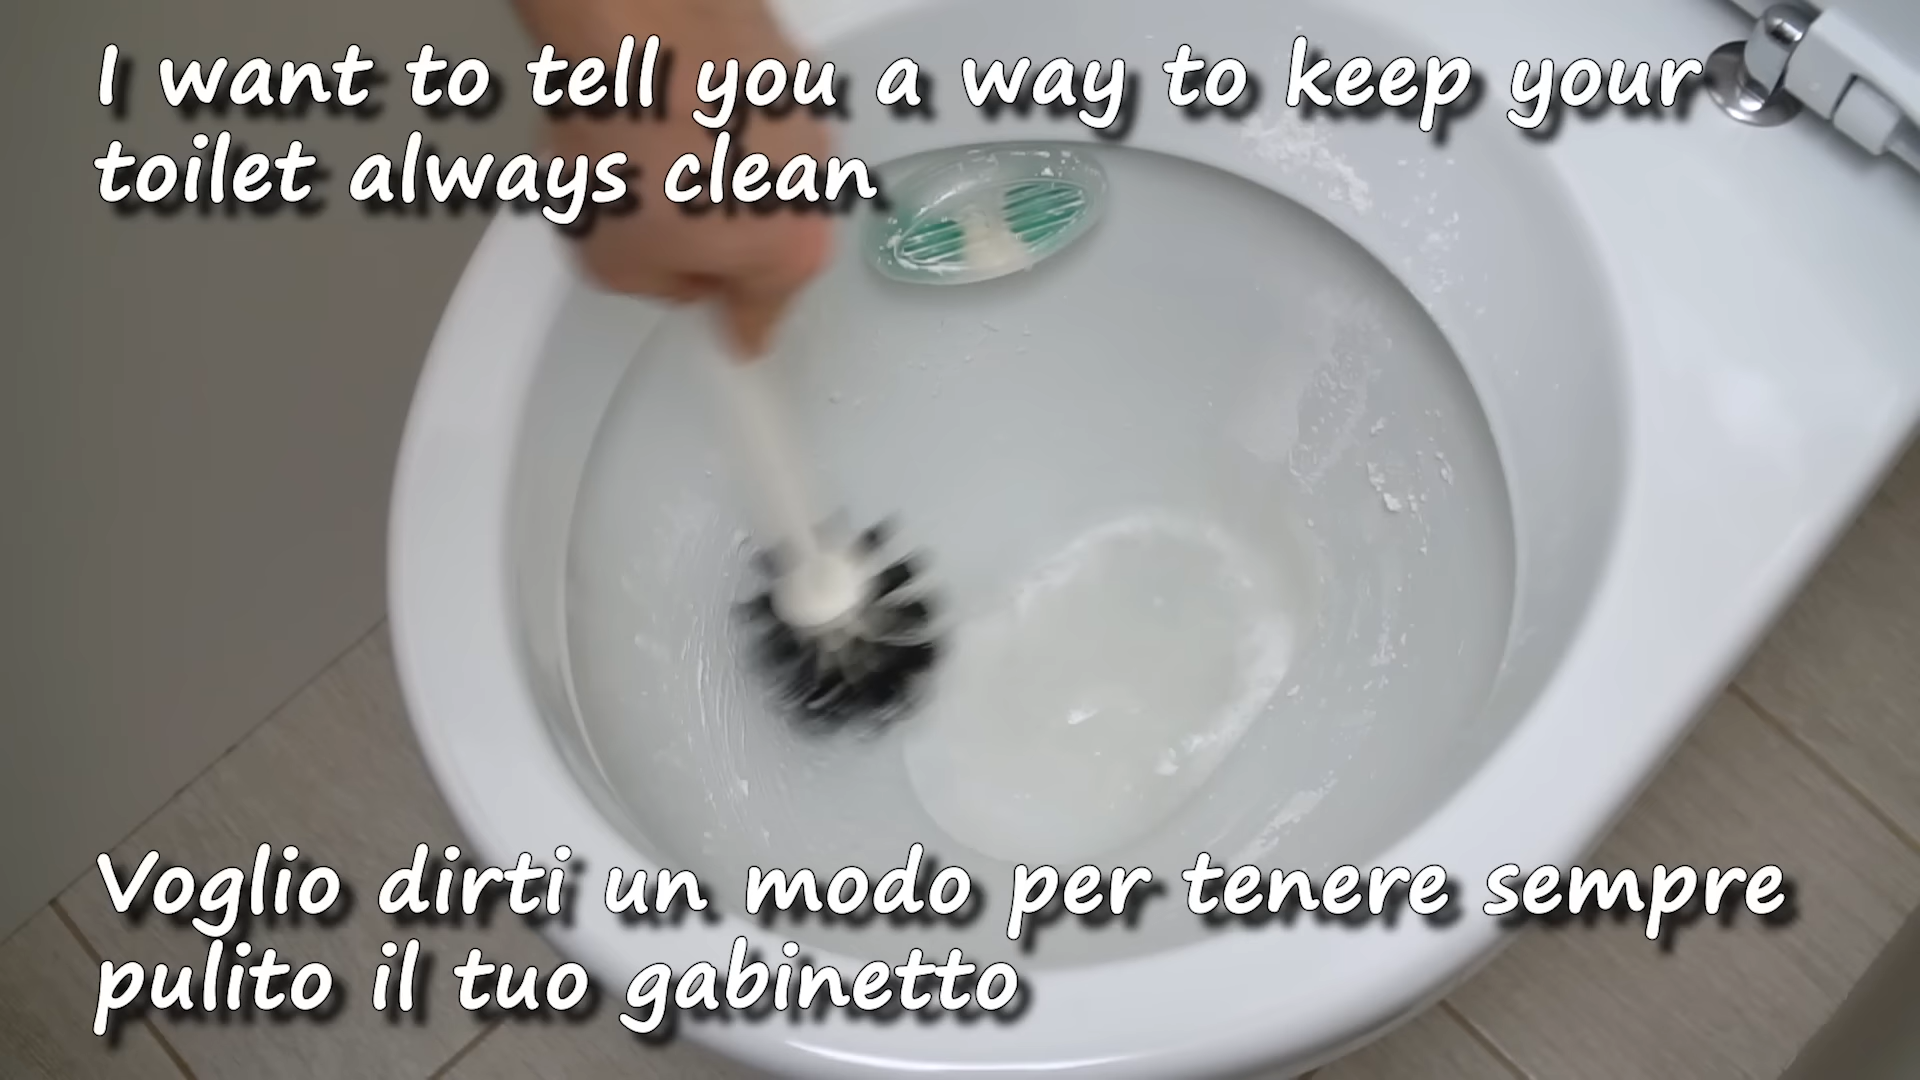 I want to tell you a way to keep your
toilet always clean
Voglio dirti un modo per tenere sempre
pulito il tuo gabinetto